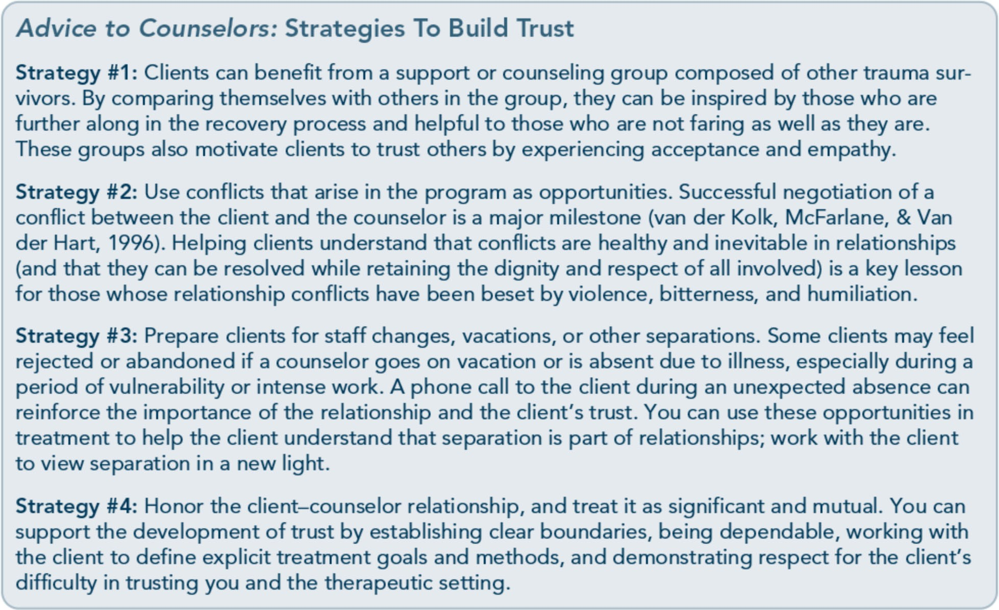 Advice to Counselors: Strategies To Build Trust
Strategy #1: Clients can benefit from a support or counseling group composed of other trauma sur-
vivors. By comparing themselves with others in the group, they can be inspired by those who are
further along in the recovery process and helpful to those who are not faring as well as they are.
These groups also motivate clients to trust others by experiencing acceptance and empathy.
Strategy #2: Use conflicts that arise in the program as opportunities. Successful negotiation of a
conflict between the client and the counselor is a major milestone (van der Kolk, McFarlane, & Van
der Hart, 1996). Helping clients understand that conflicts are healthy and inevitable in relationships
(and that they can be resolved while retaining the dignity and respect of all involved) is a key lesson
for those whose relationship conflicts have been beset by violence, bitterness, and humiliation.
Strategy #3: Prepare clients for staff changes, vacations, or other separations. Some clients may feel
rejected or abandoned if a counselor goes on vacation or is absent due to illness, especially during a
period of vulnerability or intense work. A phone call to the client during an unexpected absence can
reinforce the importance of the relationship and the client’s trust. You can use these opportunities in
treatment to help the client understand that separation is part of relationships; work with the client
to view separation in a new light.
Strategy #4: Honor the client–counselor relationship, and treat it as significant and mutual. You can
support the development of trust by establishing clear boundaries, being dependable, working with
the client to define explicit treatment goals and methods, and demonstrating respect for the client’s
difficulty in trusting you and the therapeutic setting.